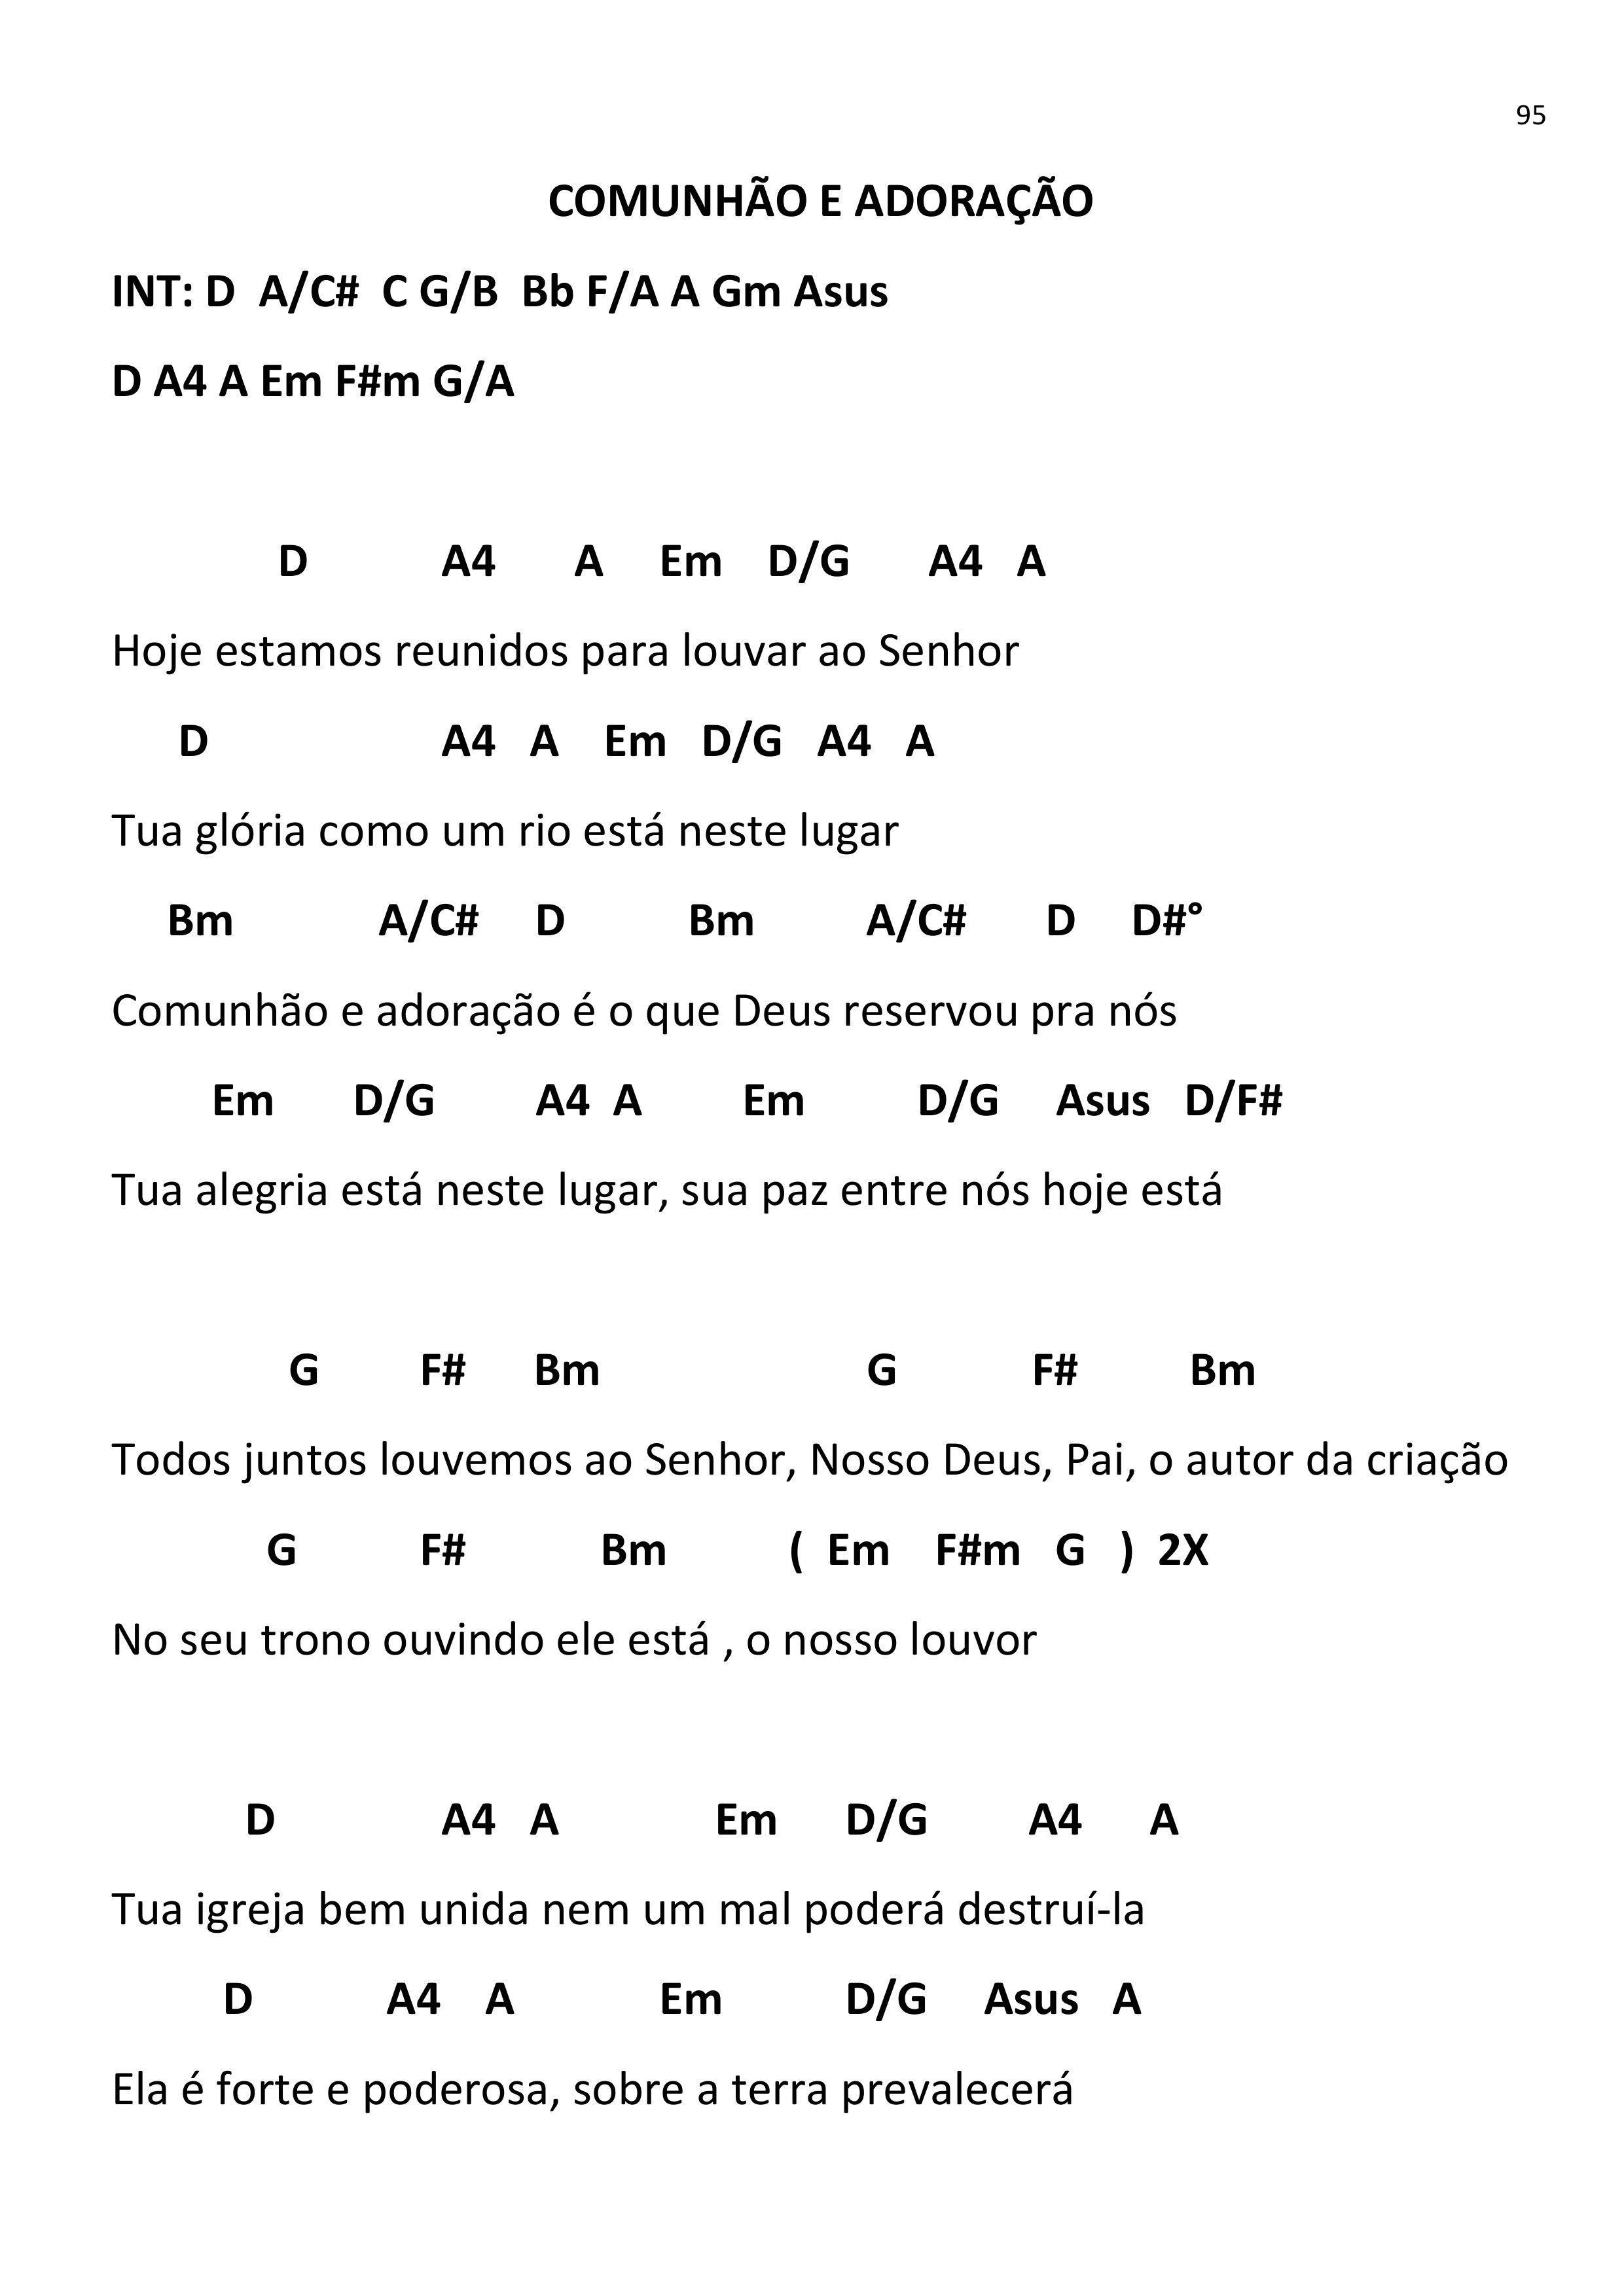 95
COMUNHÃO E ADORAÇÃO
INT: D  A/C#  C G/B  Bb F/A A Gm Asus
D A4 A Em F#m G/A
D A4 A Em D/G A4 A
Hoje estamos reunidos para louvar ao Senhor
D A4 A Em D/G A4 A
Tua glória como um rio está neste lugar
Bm A/C# D Bm A/C# D D#°
Comunhão e adoração é o que Deus reservou pra nós
Em D/G A4 A Em D/G Asus D/F#
Tua alegria está neste lugar, sua paz entre nós hoje está
G F# Bm G F# Bm
Todos juntos louvemos ao Senhor, Nosso Deus, Pai, o autor da criação
G F# Bm ( Em F#m G ) 2X
No seu trono ouvindo ele está , o nosso louvor
D A4 A Em D/G A4 A
Tua igreja bem unida nem um mal poderá destruí-la
D A4 A Em D/G Asus A
Ela é forte e poderosa, sobre a terra prevalecerá